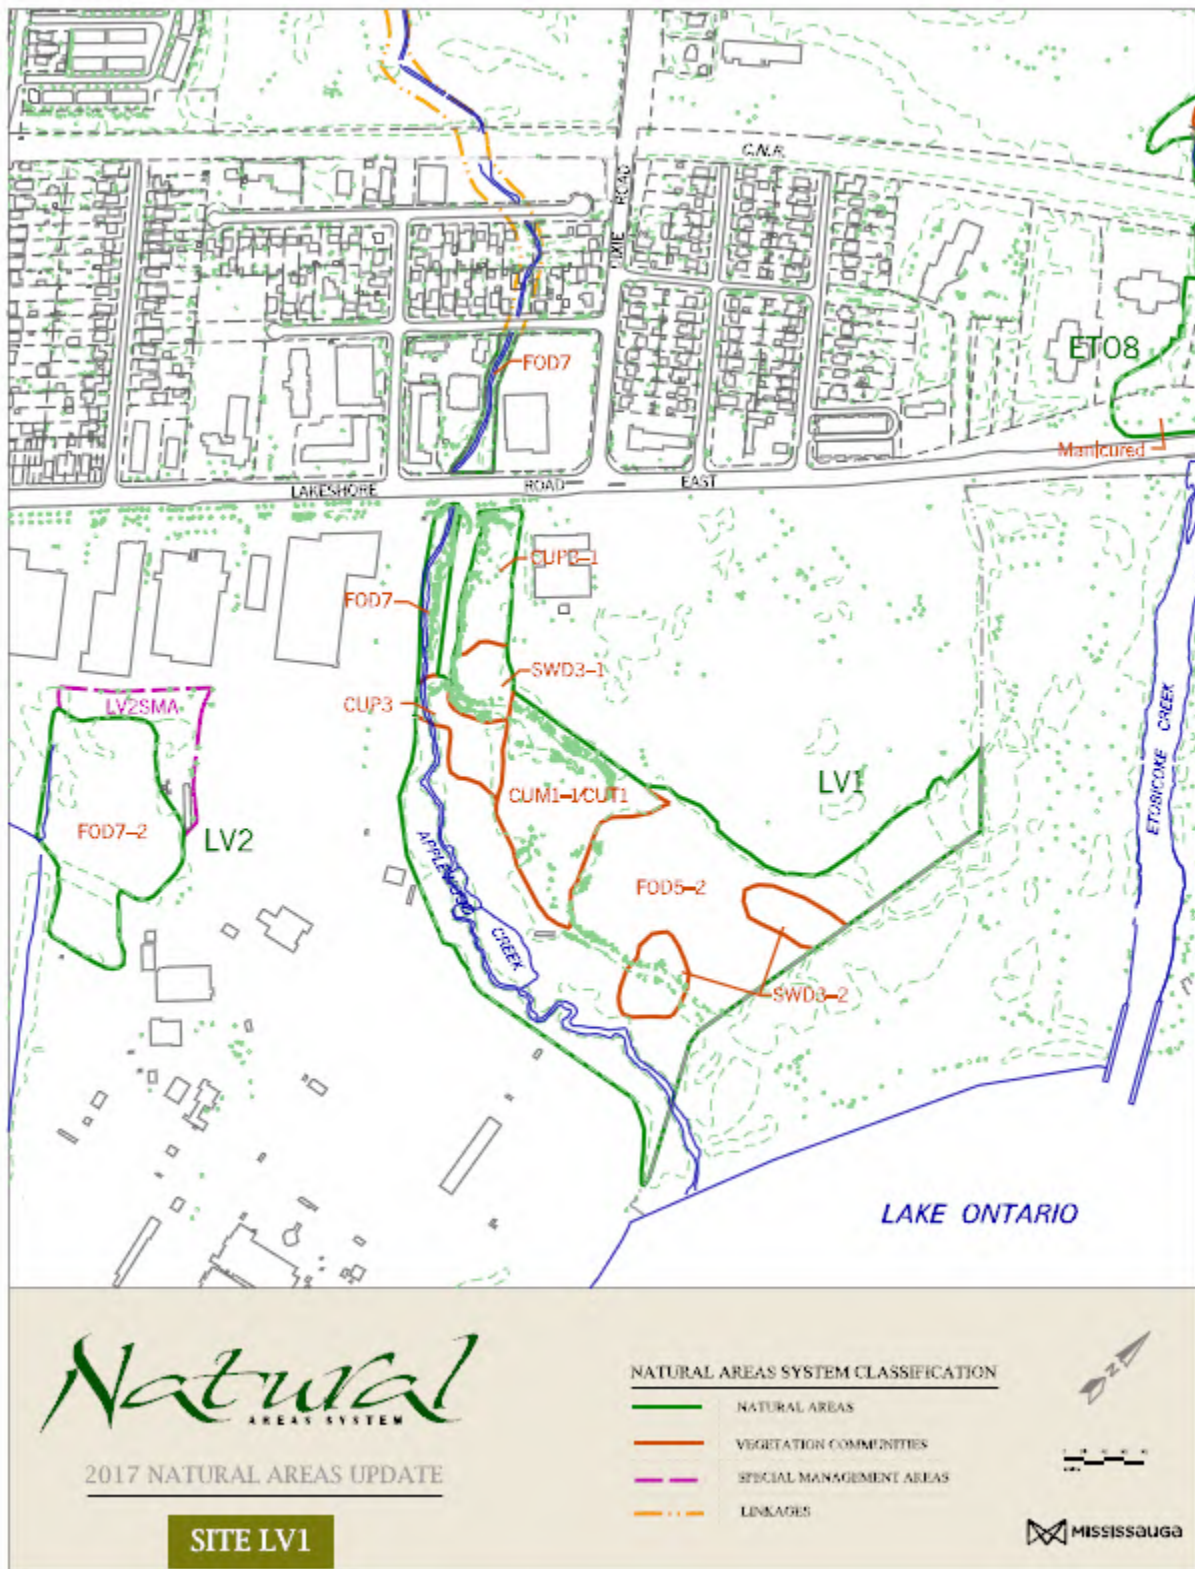 C.N.R.
DIXIE ROAD
FOD7
ETO8
Manicured
LAKESHORE ROAD EAST
CUP3-1
FOD7
SWD3-1
CUP3
LV2SMA
ETOBICOKE CREEK
LV1
CUM1-1/CUT1
FOD7-2
LV2
APPLEWOOD CREEK
FOD5-2
SWD3-2
LAKE ONTARIO
Natural
AREAS SYSTEM
2017 NATURAL AREAS UPDATE
SITE LV1
NATURAL AREAS SYSTEM CLASSIFICATION
NATURAL AREAS
VEGETATION COMMUNITIES
SPECIAL MANAGEMENT AREAS
LINKAGES
N
MISSISSAUGA